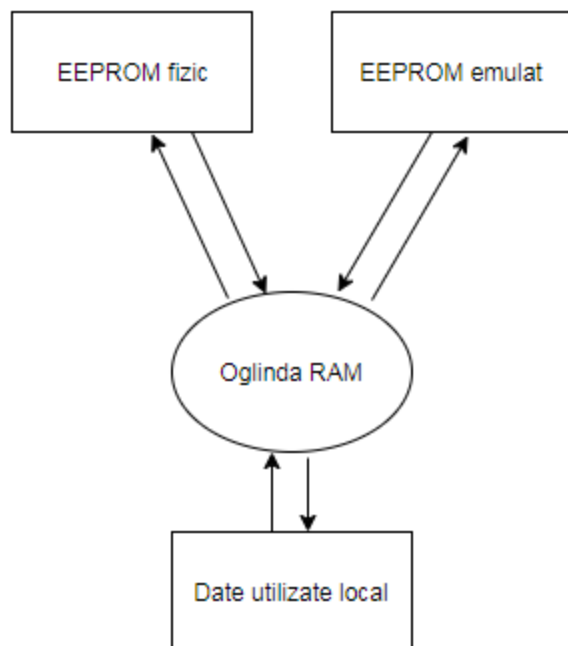 EEPROM fizic
EEPROM emulat
Oglinda RAM
Date utilizate local